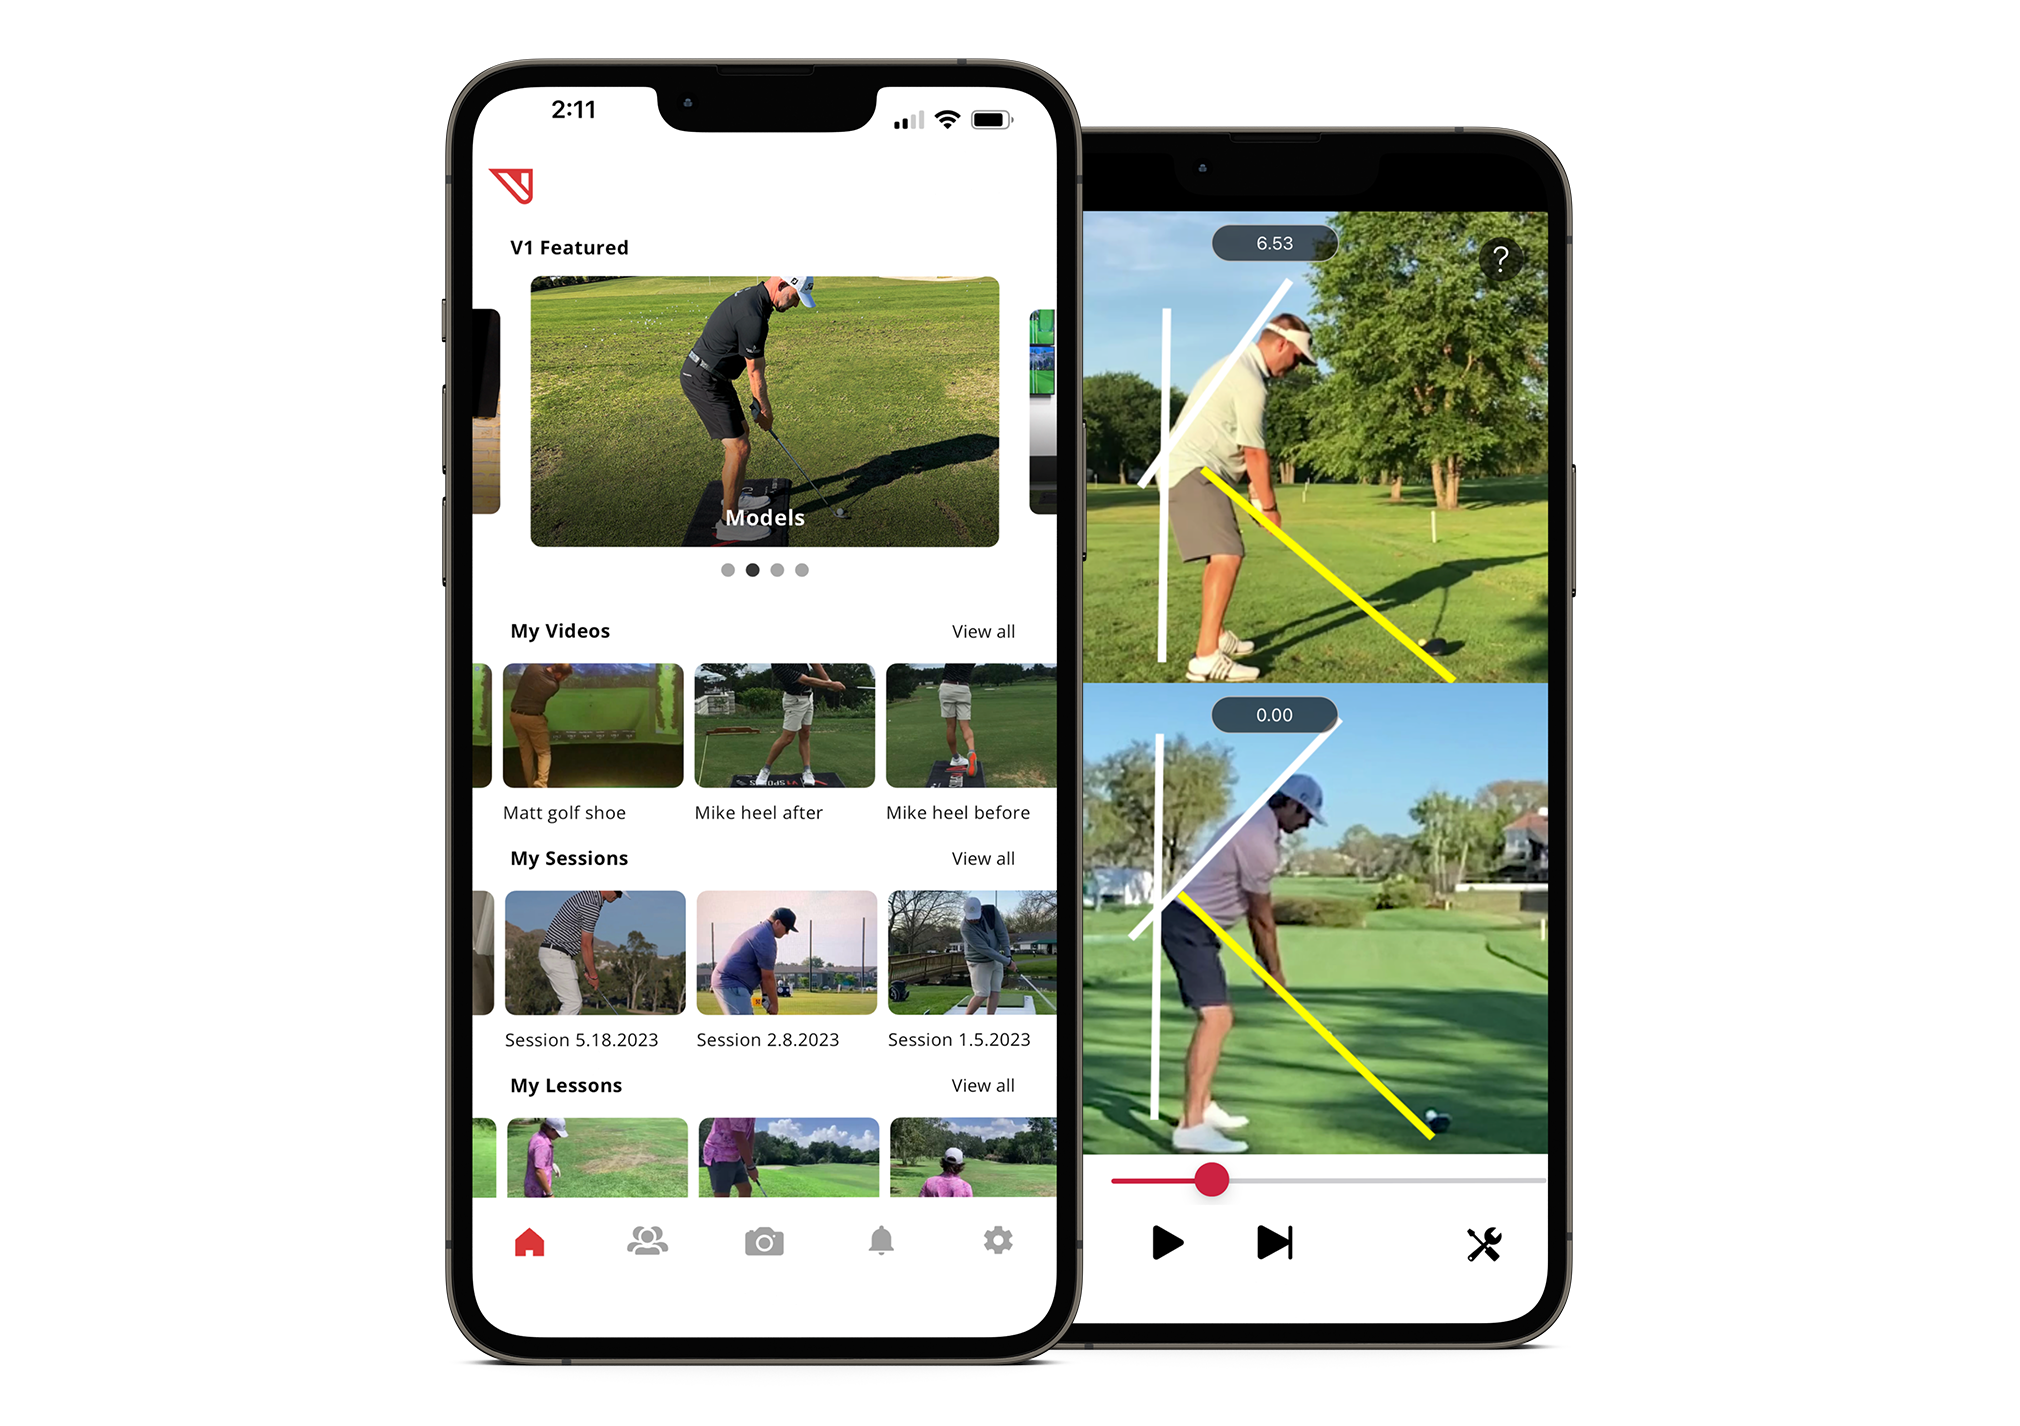 2:11
V1 Featured
Models
My Videos View all
Matt golf shoe Mike heel after Mike heel before
My Sessions View all
Session 5.18.2023 Session 2.8.2023 Session 1.5.2023
My Lessons View all
6.53
?
0.00